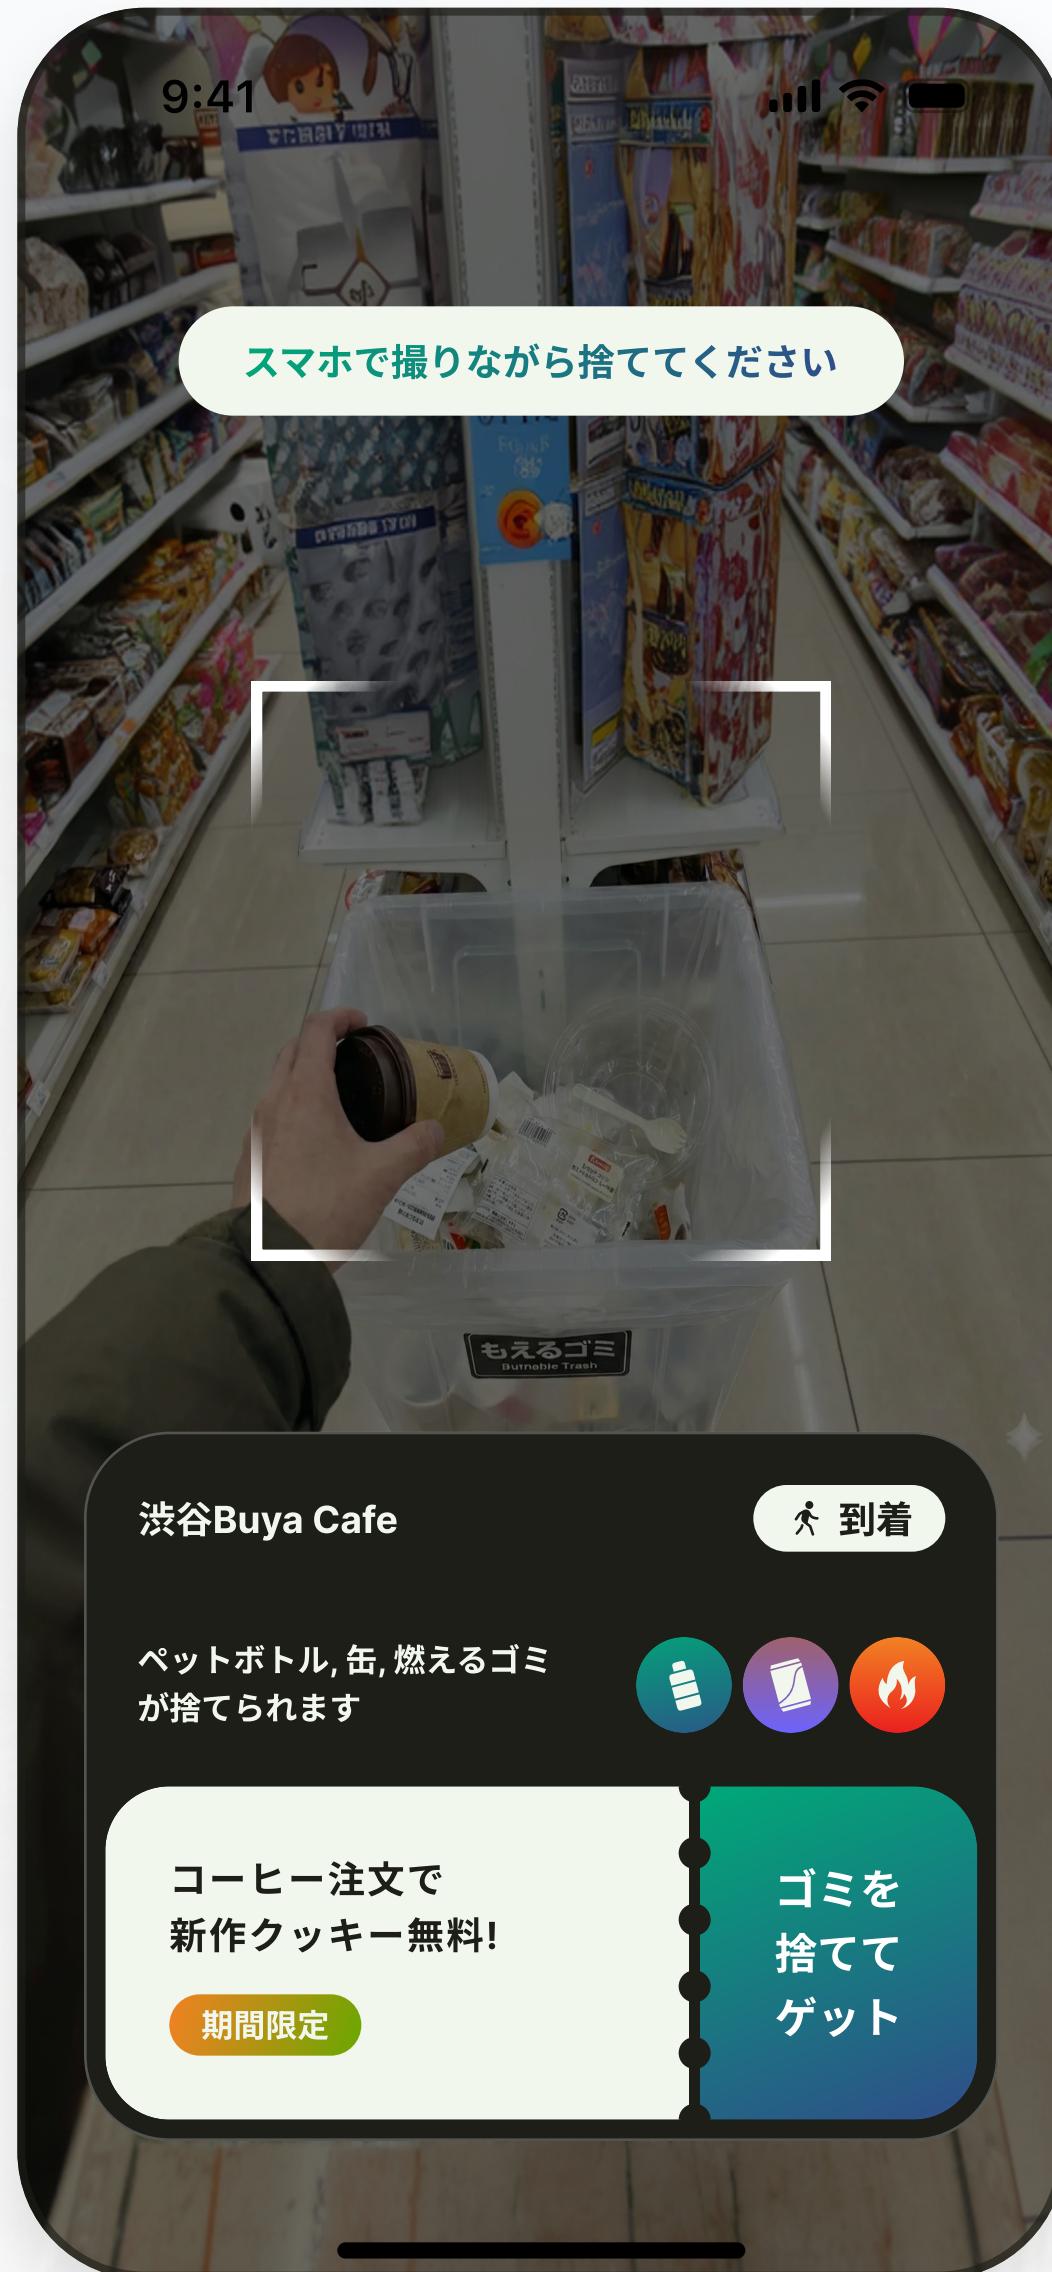 9:41
スマホで撮りながら捨ててください
もえるゴミ
Burnable Trash
渋谷Buya Cafe
到着
ペットボトル, 缶, 燃えるゴミ
が捨てられます
コーヒー注文で
新作クッキー無料!
期間限定
ゴミを
捨てて
ゲット